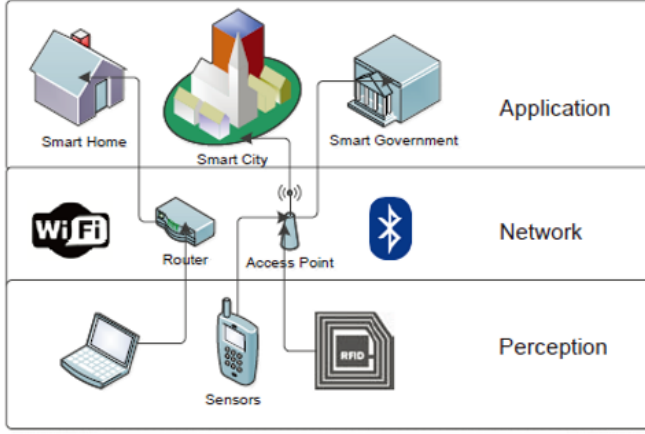 Smart Home
Smart City
Smart Government
Application
WiFi
Router
Access Point
Network
Sensors
RFID
Perception